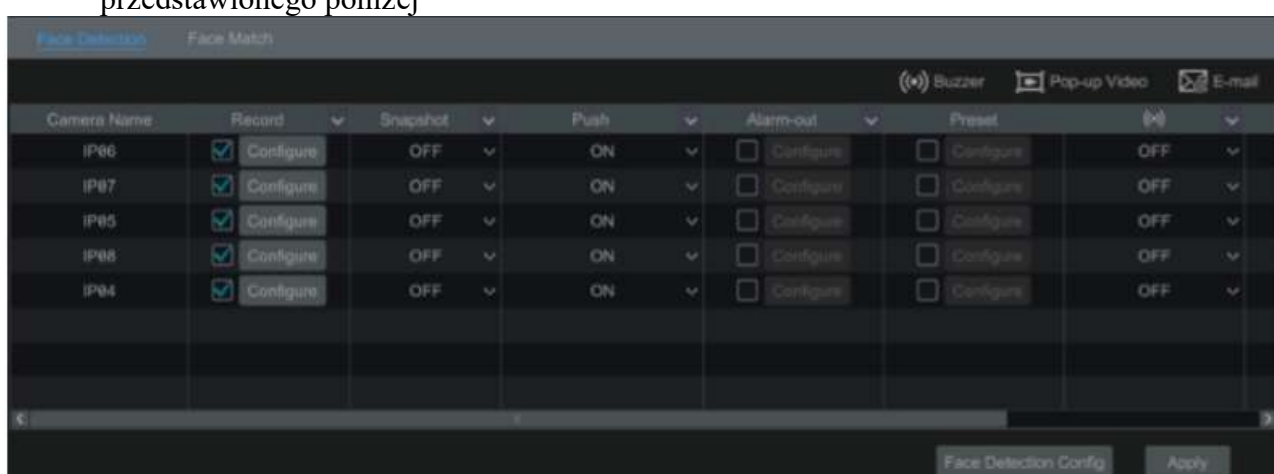 przedstawionego poniżej
Face Detection Face Match
Buzzer Pop-up Video E-mail
Camera Name Record Snapshot Push Alarm-out Preset
IP06 Configure OFF ON Configure Configure OFF
IP07 Configure OFF ON Configure Configure OFF
IP05 Configure OFF ON Configure Configure OFF
IP08 Configure OFF ON Configure Configure OFF
IP04 Configure OFF ON Configure Configure OFF
Face Detection Config Apply